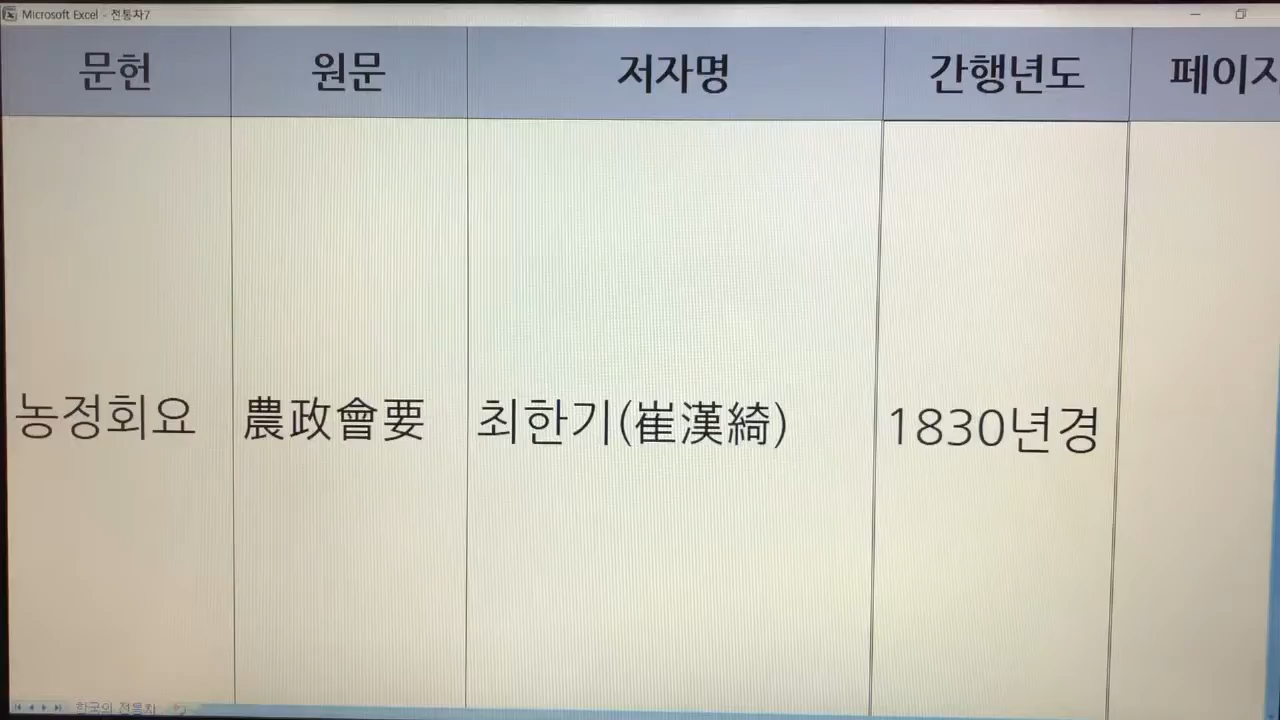 Microsoft Excel - 전통차7
문헌 원문 저자명 간행년도 페이지
농정회요 農政會要 최한기(崔漢綺) 1830년경
한국의 전통차